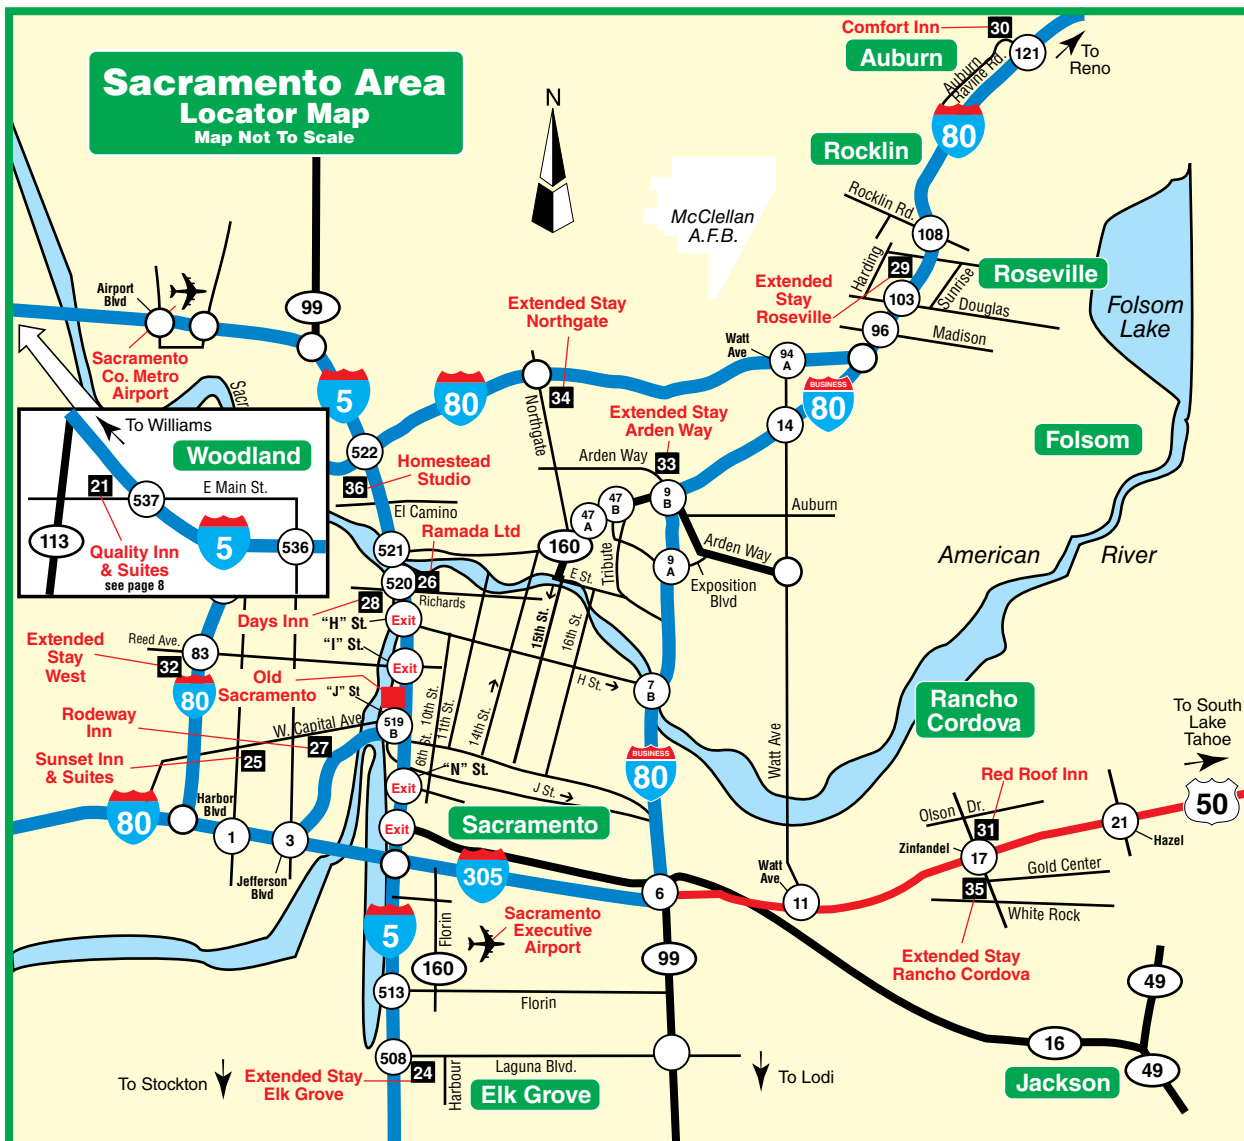 Comfort Inn
30
Auburn
121
To
Reno
Auburn
Ravine Rd.
80
Sacramento Area
Locator Map
Map Not To Scale
N
Rocklin
McClellan
A.F.B.
Rocklin Rd.
108
Harding
29
Sunrise
Roseville
Extended
Stay
Roseville
103
Douglas
Folsom
Lake
96
Madison
Airport
Blvd
99
Sacramento
Co. Metro
Airport
Extended Stay
Northgate
Watt
Ave
94
A
5
80
34
Northgate
BUSINESS
80
14
Extended Stay
Arden Way
33
Arden Way
Folsom
To Williams
Woodland
21
537
E Main St.
113
5
536
Quality Inn
& Suites
see page 8
522
Homestead
Studio
36
El Camino
9
B
47
B
47
A
Auburn
Arden Way
Ramada Ltd
521
160
Tribute
9
A
Exposition
Blvd
American
River
520
26
Richards
E St.
28
Days Inn
"H" St.
Exit
"I" St.
Exit
15th St.
16th St.
Reed Ave.
83
Extended
Stay
West
32
80
Old
Sacramento
"J" St
519
B
6th St.
10th St.
11th St.
14th St.
H St.
7
B
Rancho
Cordova
To South
Lake
Tahoe
Rodeway
Inn
W. Capital Ave
27
Sunset Inn
& Suites
25
"N" St.
Exit
J St.
BUSINESS
80
Watt Ave
Red Roof Inn
50
80
Harbor
Blvd
1
3
Jefferson
Blvd
Exit
Sacramento
305
Olson Dr.
31
Zinfandel
17
21
Hazel
Gold Center
35
White Rock
Extended Stay
Rancho Cordova
6
Watt
Ave
11
5
Florin
Sacramento
Executive
Airport
160
99
513
Florin
49
16
49
Jackson
508
Laguna Blvd.
Harbour
24
Extended Stay
Elk Grove
Elk Grove
To Stockton
To Lodi